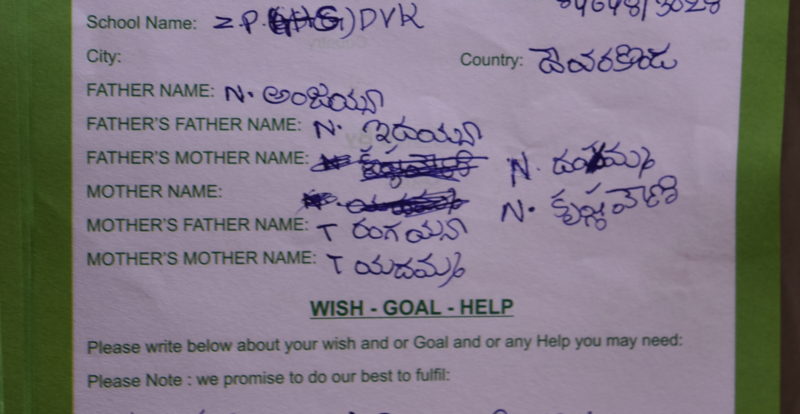 School Name: Z.P. DVK
City: Country: దేవరకొండ
FATHER NAME: N. అంజయ్య
FATHER'S FATHER NAME: N.
FATHER'S MOTHER NAME: N.
MOTHER NAME: N. కృష్ణవేణి
MOTHER'S FATHER NAME: T రంగయ్య
MOTHER'S MOTHER NAME: T యదమ్మ
WISH - GOAL - HELP
Please write below about your wish and or Goal and or any Help you may need:
Please Note : we promise to do our best to fulfil: